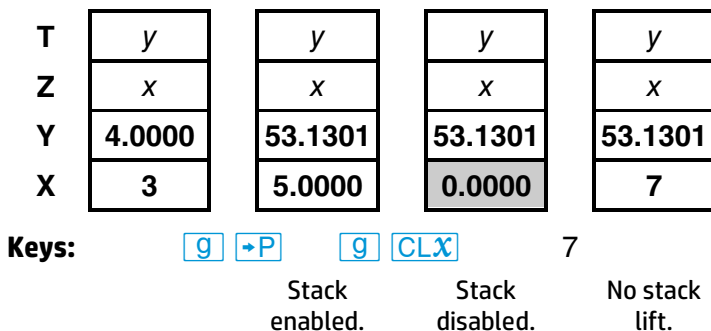 T y y y y
Z x x x x
Y 4.0000 53.1301 53.1301 53.1301
X 3 5.0000 0.0000 7
Keys: g →P g CLx 7
Stack Stack No stack
enabled. disabled. lift.